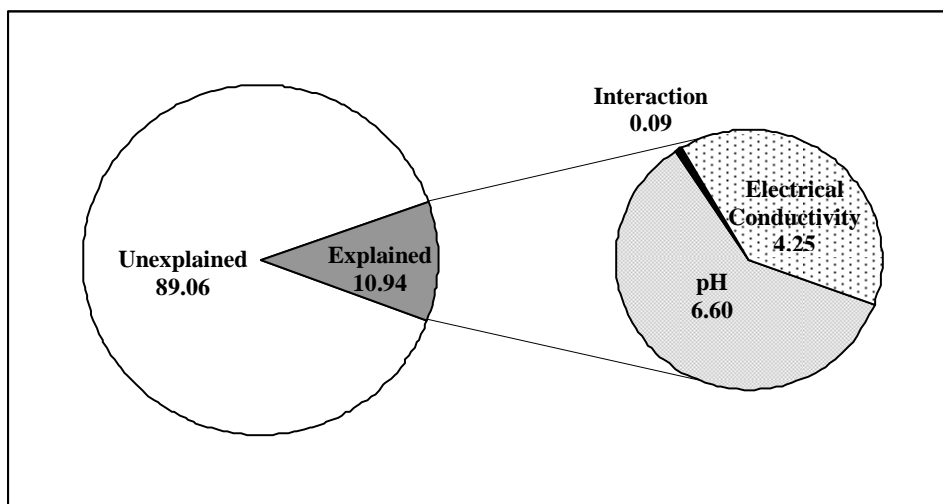 Interaction
0.09
Electrical
Conductivity
4.25
Unexplained
89.06
Explained
10.94
pH
6.60